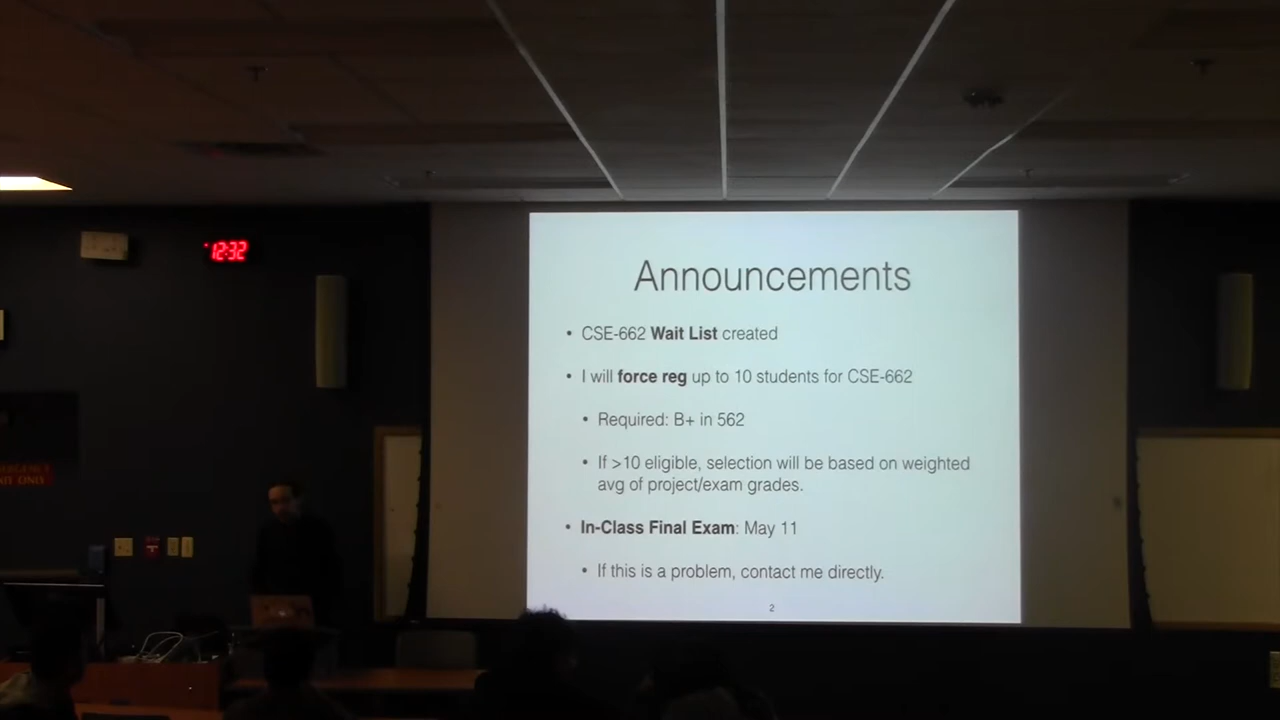 12:32
Announcements
• CSE-662 Wait List created
• I will force reg up to 10 students for CSE-662
• Required: B+ in 562
• If >10 eligible, selection will be based on weighted
avg of project/exam grades.
• In-Class Final Exam: May 11
• If this is a problem, contact me directly.
2
ONLY